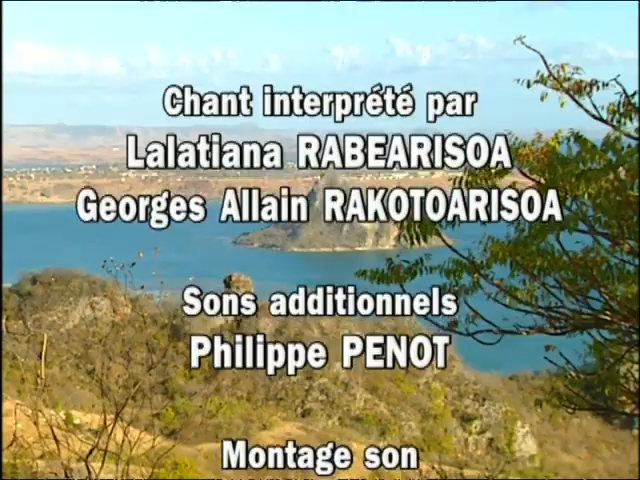 Chant interprété par
Lalatiana RABEARISOA
Georges Allain RAKOTOARISOA
Sons additionnels
Philippe PENOT
Montage son